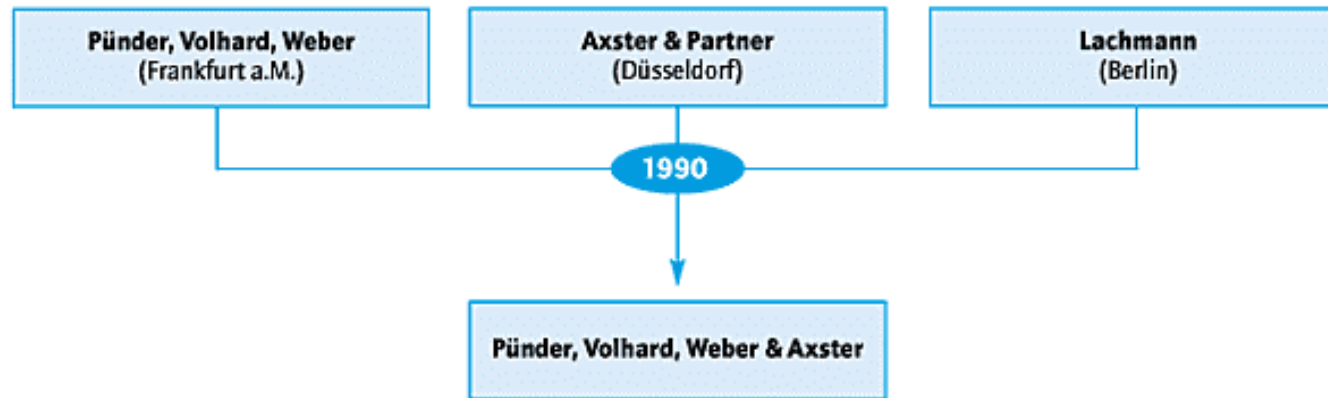 Pünder, Volhard, Weber
(Frankfurt a.M.)
Axster & Partner
(Düsseldorf)
Lachmann
(Berlin)
1990
Pünder, Volhard, Weber & Axster